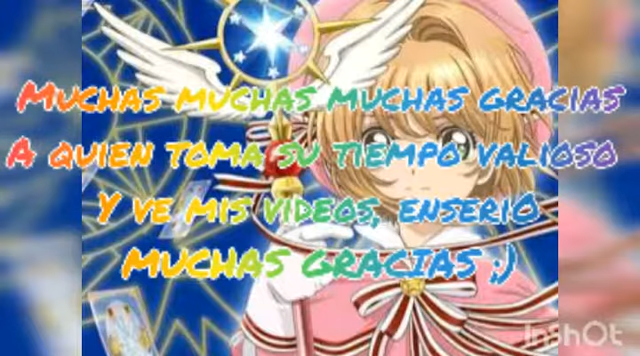 Muchas muchas muchas gracias
A quien toma su tiempo valioso
Y ve mis videos, enserio
MUCHAS GRACIAS ;)
InShOt